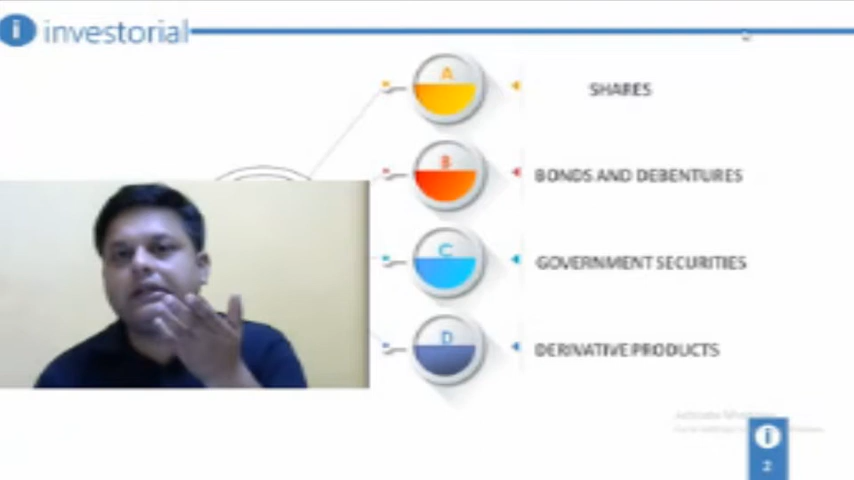 i investorial
A
SHARES
B
BONDS AND DEBENTURES
C
GOVERNMENT SECURITIES
D
DERIVATIVE PRODUCTS
i
2